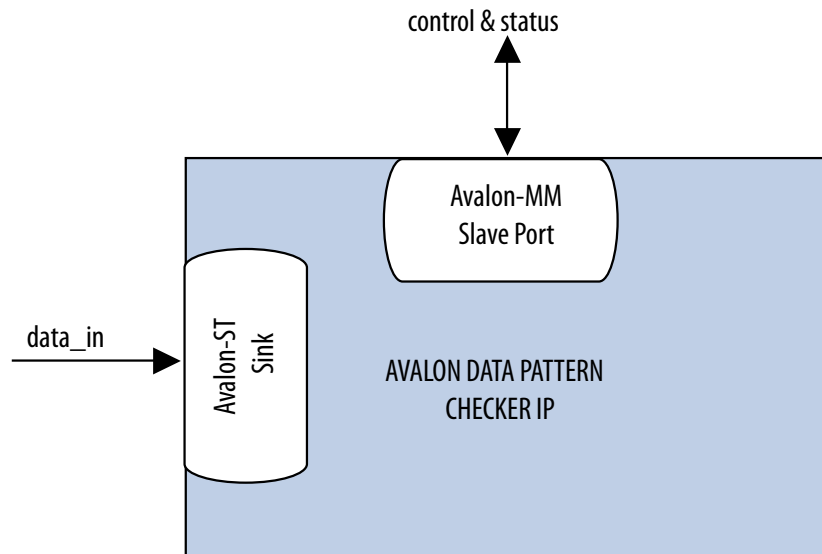 control & status
Avalon-MM
Slave Port
data_in
Avalon-ST
Sink
AVALON DATA PATTERN
CHECKER IP